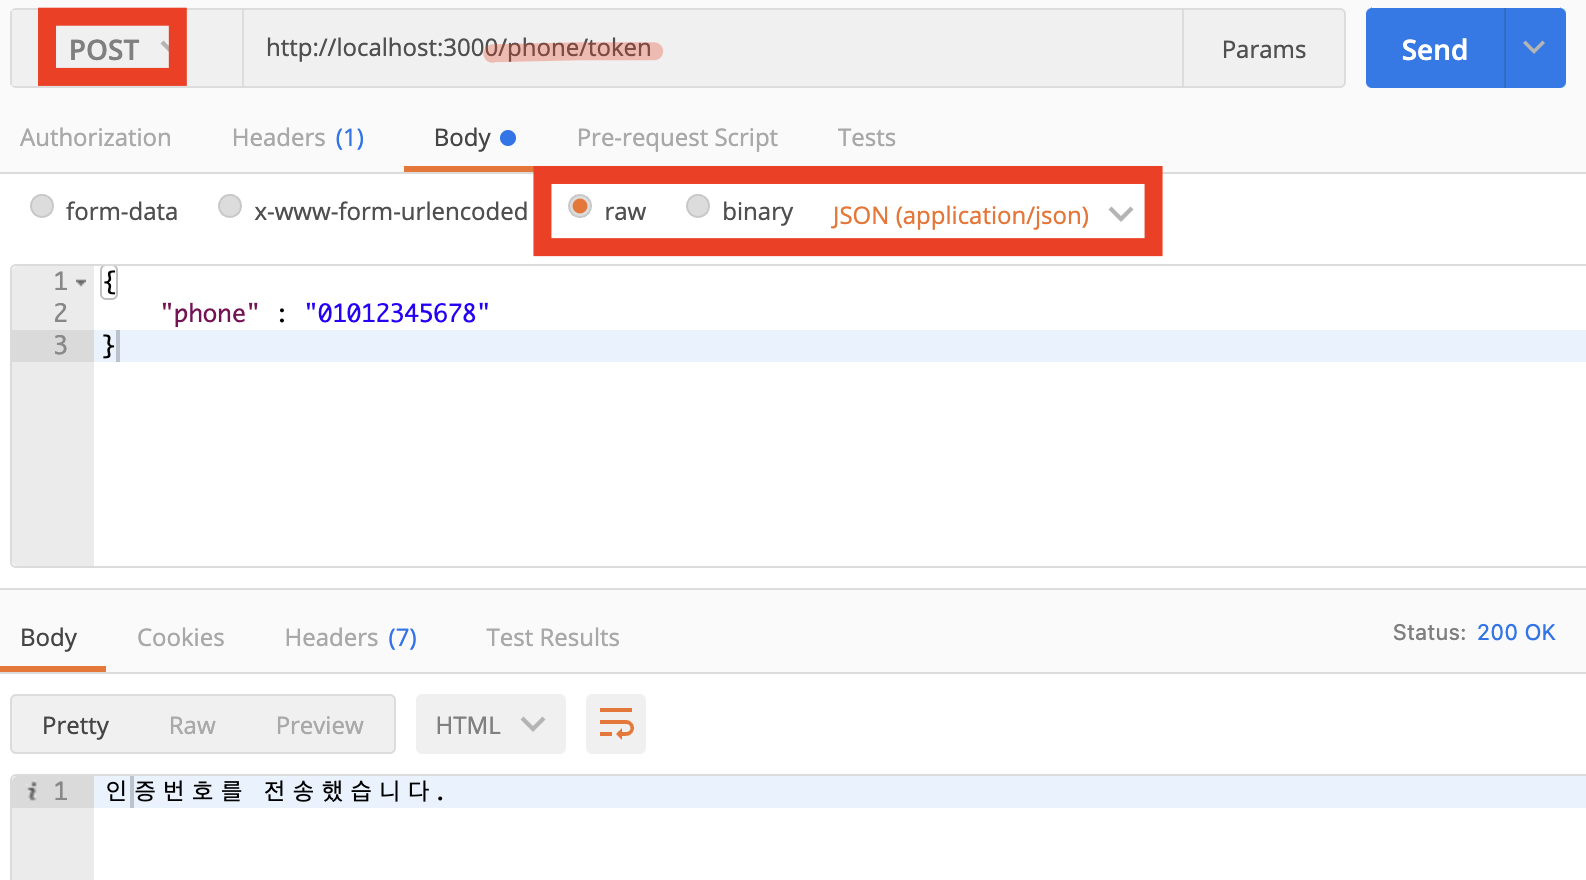 POST http://localhost:3000/phone/token Params Send
Authorization Headers (1) Body Pre-request Script Tests
form-data x-www-form-urlencoded raw binary JSON (application/json)
1 {
2 "phone" : "01012345678"
3 }
Body Cookies Headers (7) Test Results Status: 200 OK
Pretty Raw Preview HTML
i 1 인증번호를 전송했습니다.